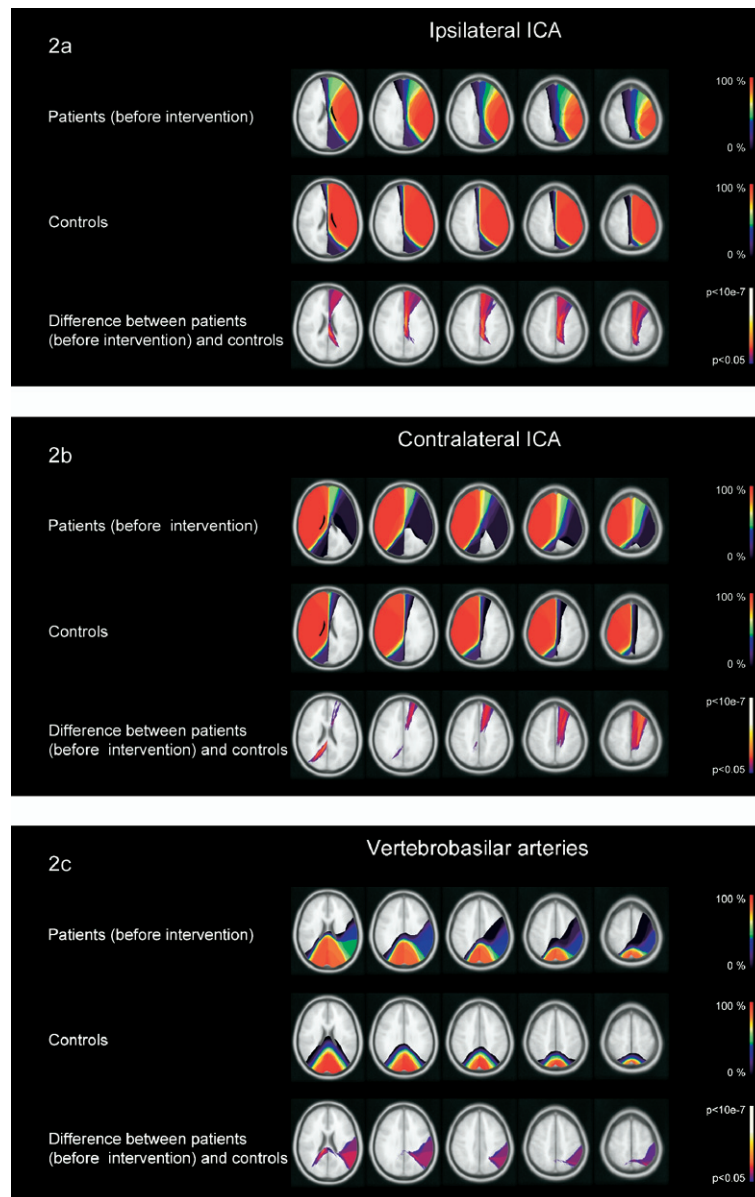 2a
Ipsilateral ICA
Patients (before intervention)
100 %
0 %
Controls
100 %
0 %
Difference between patients
(before intervention) and controls
p<10e-7
p<0.05
2b
Contralateral ICA
Patients (before intervention)
100 %
0 %
Controls
100 %
0 %
Difference between patients
(before intervention) and controls
p<10e-7
p<0.05
2c
Vertebrobasilar arteries
Patients (before intervention)
100 %
0 %
Controls
100 %
0 %
Difference between patients
(before intervention) and controls
p<10e-7
p<0.05